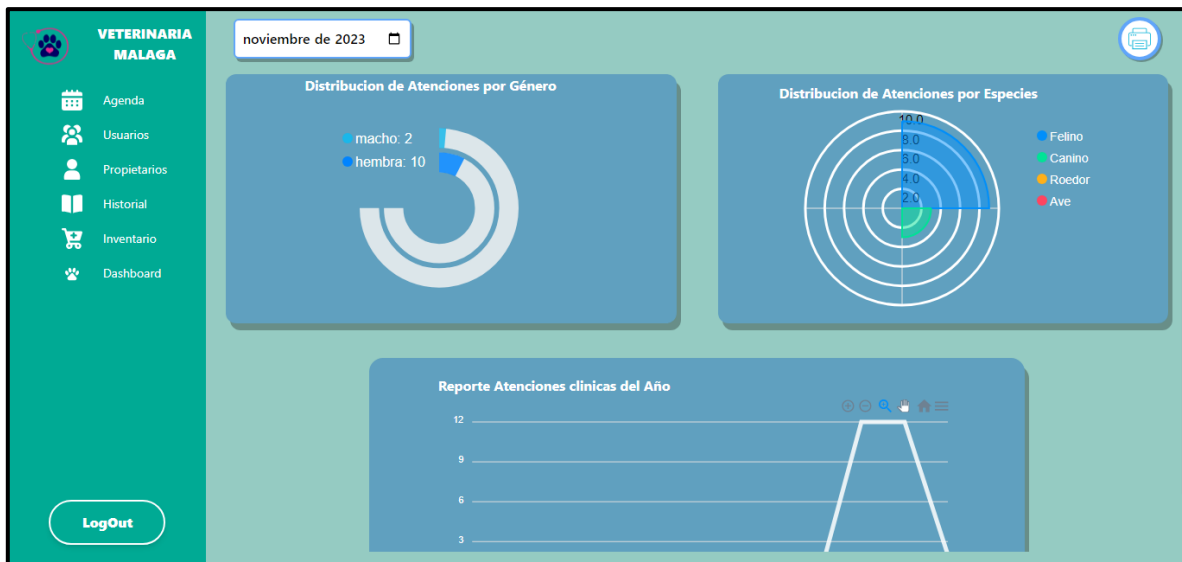 VETERINARIA
MALAGA
Agenda
Usuarios
Propietarios
Historial
Inventario
Dashboard
LogOut
noviembre de 2023
Distribucion de Atenciones por Género
macho: 2
hembra: 10
Distribucion de Atenciones por Especies
10.0
8.0
6.0
4.0
2.0
Felino
Canino
Roedor
Ave
Reporte Atenciones clinicas del Año
12
9
6
3